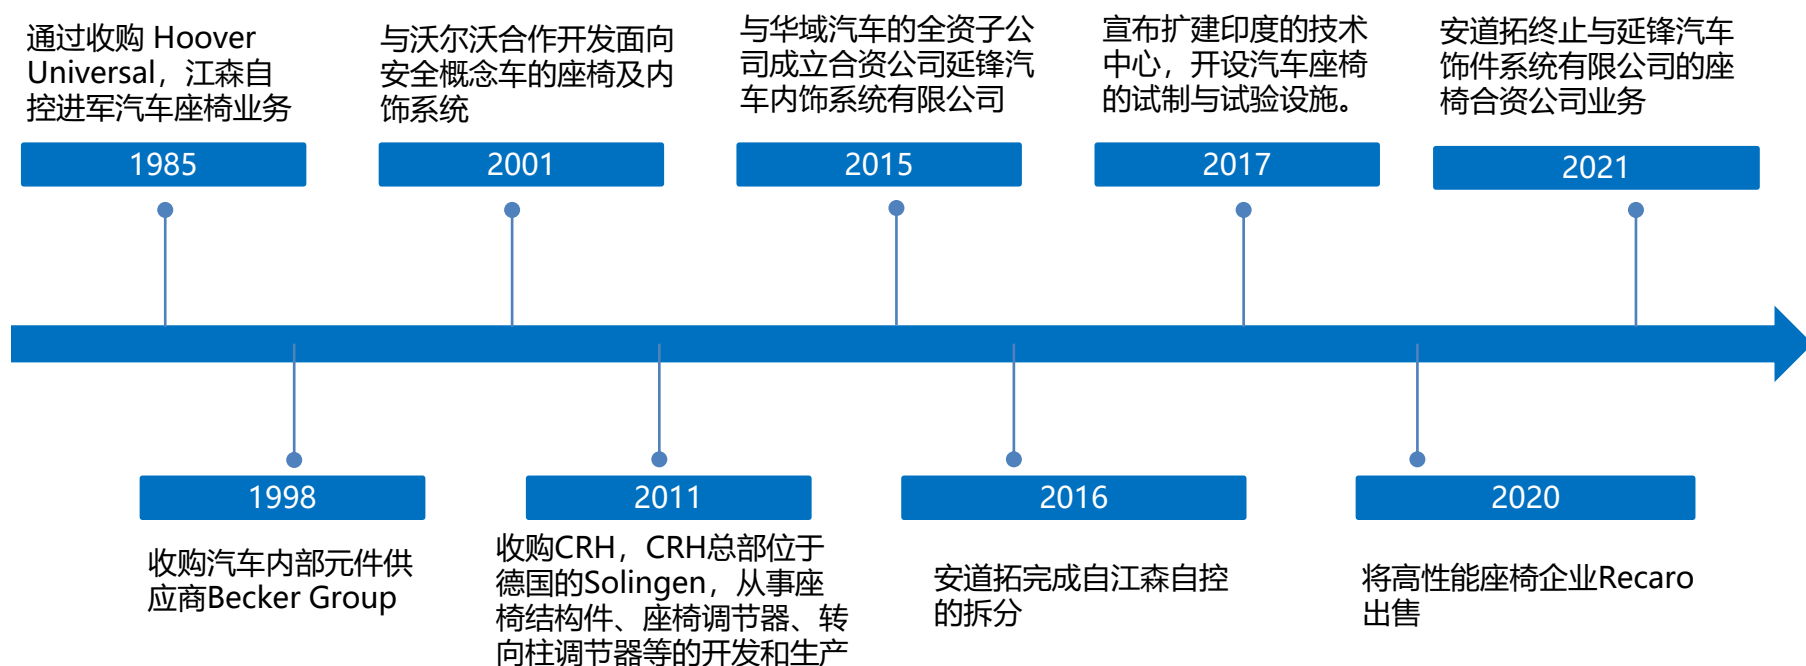 通过收购 Hoover
Universal，江森自
控进军汽车座椅业务
1985
与沃尔沃合作开发面向
安全概念车的座椅及内
饰系统
2001
与华域汽车的全资子公
司成立合资公司延锋汽
车内饰系统有限公司
2015
宣布扩建印度的技术
中心，开设汽车座椅
的试制与试验设施。
2017
安道拓终止与延锋汽车
饰件系统有限公司的座
椅合资公司业务
2021
1998
收购汽车内部元件供
应商Becker Group
2011
收购CRH，CRH总部位于
德国的Solingen，从事座
椅结构件、座椅调节器、转
向柱调节器等的开发和生产
2016
安道拓完成自江森自控
的拆分
2020
将高性能座椅企业Recaro
出售